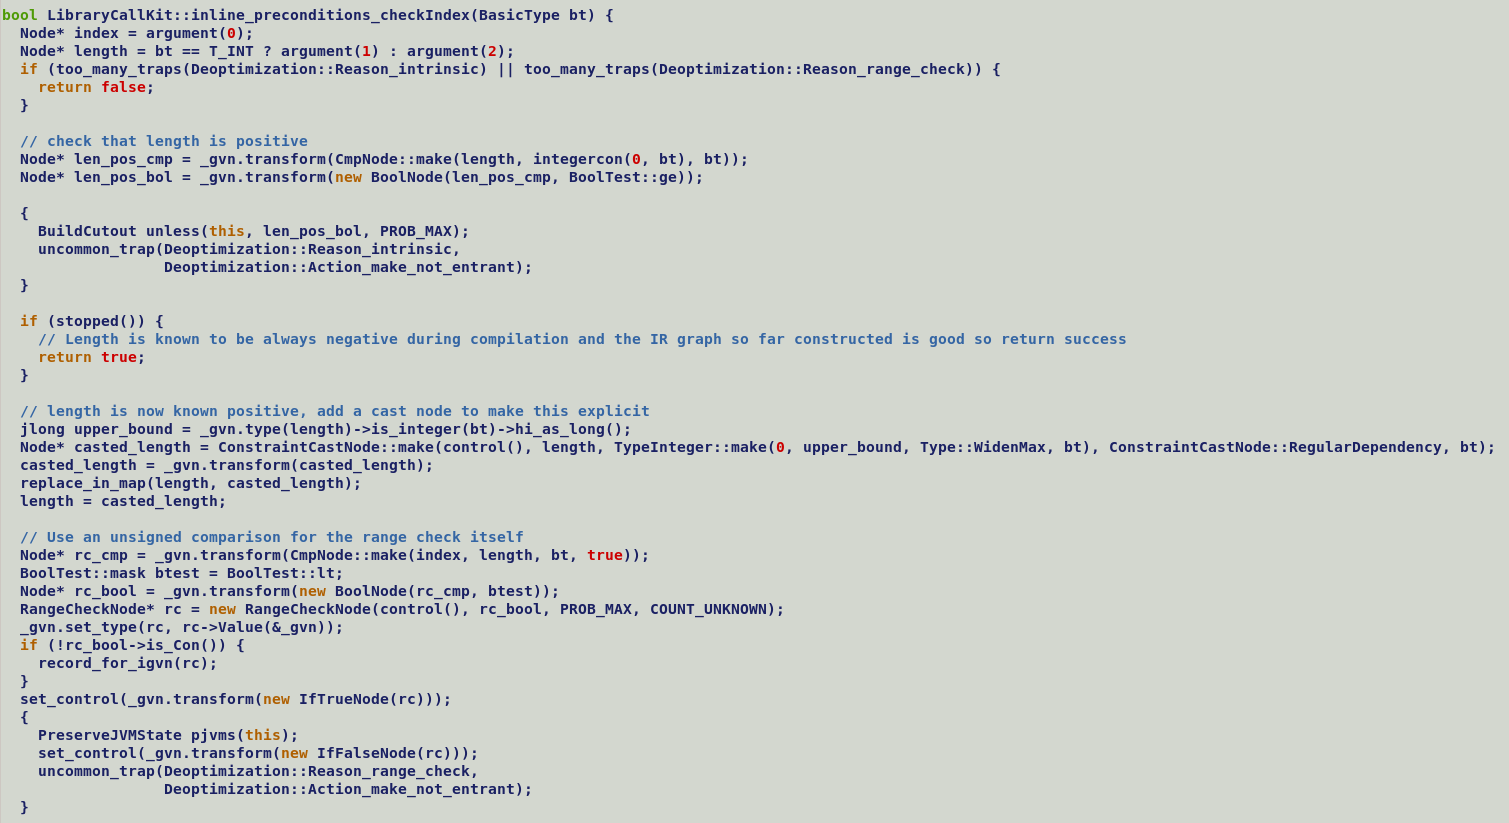 bool LibraryCallKit::inline_preconditions_checkIndex(BasicType bt) {
  Node* index = argument(0);
  Node* length = bt == T_INT ? argument(1) : argument(2);
  if (too_many_traps(Deoptimization::Reason_intrinsic) || too_many_traps(Deoptimization::Reason_range_check)) {
    return false;
  }

  // check that length is positive
  Node* len_pos_cmp = _gvn.transform(CmpNode::make(length, integercon(0, bt), bt));
  Node* len_pos_bol = _gvn.transform(new BoolNode(len_pos_cmp, BoolTest::ge));

  {
    BuildCutout unless(this, len_pos_bol, PROB_MAX);
    uncommon_trap(Deoptimization::Reason_intrinsic,
                  Deoptimization::Action_make_not_entrant);
  }

  if (stopped()) {
    // Length is known to be always negative during compilation and the IR graph so far constructed is good so return success
    return true;
  }

  // length is now known positive, add a cast node to make this explicit
  jlong upper_bound = _gvn.type(length)->is_integer(bt)->hi_as_long();
  Node* casted_length = ConstraintCastNode::make(control(), length, TypeInteger::make(0, upper_bound, Type::WidenMax, bt), ConstraintCastNode::RegularDependency, bt);
  casted_length = _gvn.transform(casted_length);
  replace_in_map(length, casted_length);
  length = casted_length;

  // Use an unsigned comparison for the range check itself
  Node* rc_cmp = _gvn.transform(CmpNode::make(index, length, bt, true));
  BoolTest::mask btest = BoolTest::lt;
  Node* rc_bool = _gvn.transform(new BoolNode(rc_cmp, btest));
  RangeCheckNode* rc = new RangeCheckNode(control(), rc_bool, PROB_MAX, COUNT_UNKNOWN);
  _gvn.set_type(rc, rc->Value(&_gvn));
  if (!rc_bool->is_Con()) {
    record_for_igvn(rc);
  }
  set_control(_gvn.transform(new IfTrueNode(rc)));
  {
    PreserveJVMState pjvms(this);
    set_control(_gvn.transform(new IfFalseNode(rc)));
    uncommon_trap(Deoptimization::Reason_range_check,
                  Deoptimization::Action_make_not_entrant);
  }